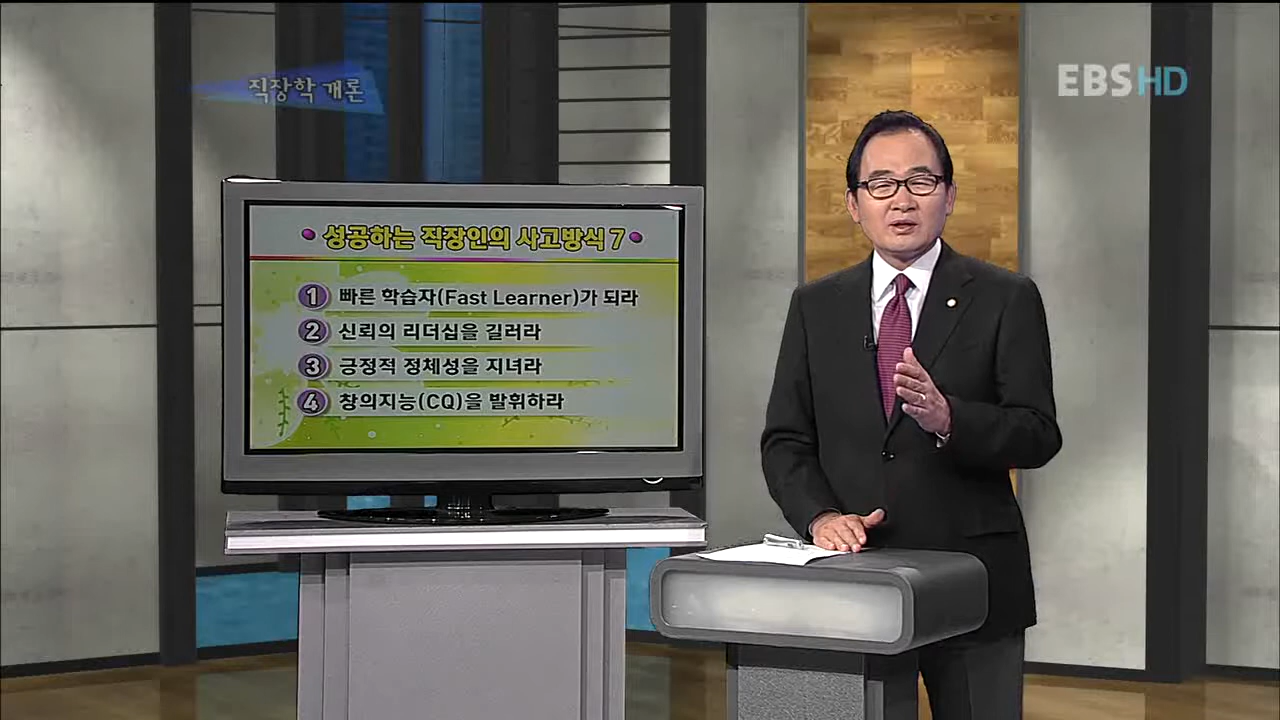 직장학 개론
EBS HD
성공하는 직장인의 사고방식 7
1 빠른 학습자(Fast Learner)가 되라
2 신뢰의 리더십을 길러라
3 긍정적 정체성을 지녀라
4 창의지능(CQ)을 발휘하라